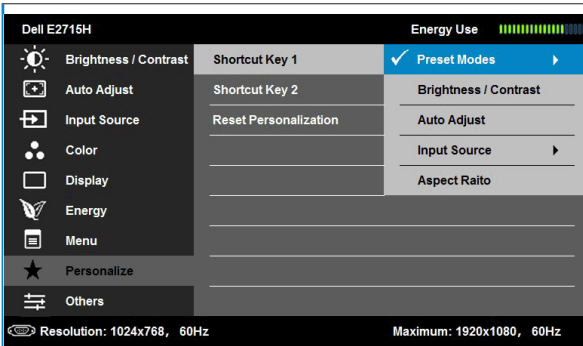 Dell E2715H Energy Use
Brightness / Contrast Shortcut Key 1 Preset Modes
Auto Adjust Shortcut Key 2 Brightness / Contrast
Input Source Reset Personalization Auto Adjust
Color Input Source
Display Aspect Raito
Energy
Menu
Personalize
Others
Resolution: 1024x768, 60Hz Maximum: 1920x1080, 60Hz